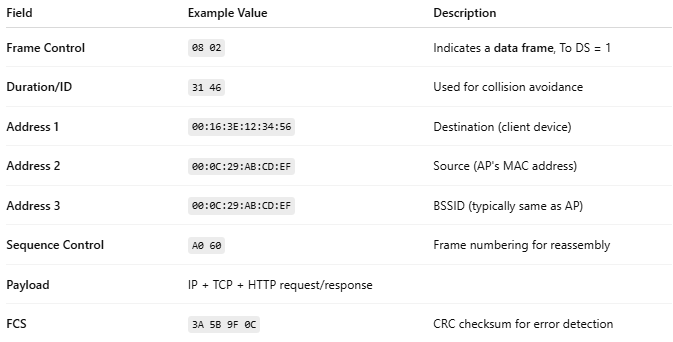 Field Example Value Description
Frame Control 08 02 Indicates a data frame, To DS = 1
Duration/ID 31 46 Used for collision avoidance
Address 1 00:16:3E:12:34:56 Destination (client device)
Address 2 00:0C:29:AB:CD:EF Source (AP's MAC address)
Address 3 00:0C:29:AB:CD:EF BSSID (typically same as AP)
Sequence Control A0 60 Frame numbering for reassembly
Payload IP + TCP + HTTP request/response
FCS 3A 5B 9F 0C CRC checksum for error detection